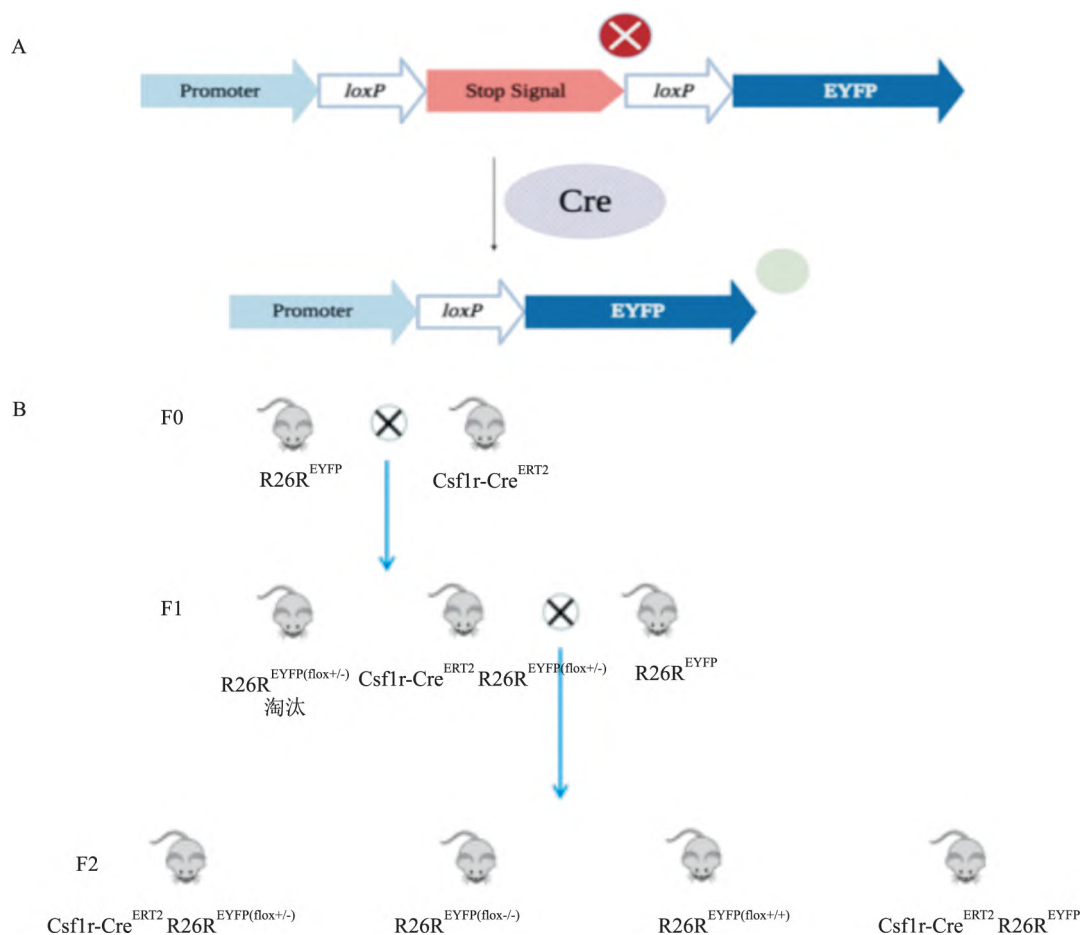 A
Promoter loxP Stop Signal loxP EYFP
Cre
Promoter loxP EYFP
B
F0
R26R^EYFP Csf1r-Cre^ERT2
F1
R26R^EYFP(flox+/-) Csf1r-Cre^ERT2 R26R^EYFP(flox+/-) R26R^EYFP
淘汰
F2
Csf1r-Cre^ERT2 R26R^EYFP(flox+/-) R26R^EYFP(flox-/-) R26R^EYFP(flox+/+) Csf1r-Cre^ERT2 R26R^EYFP